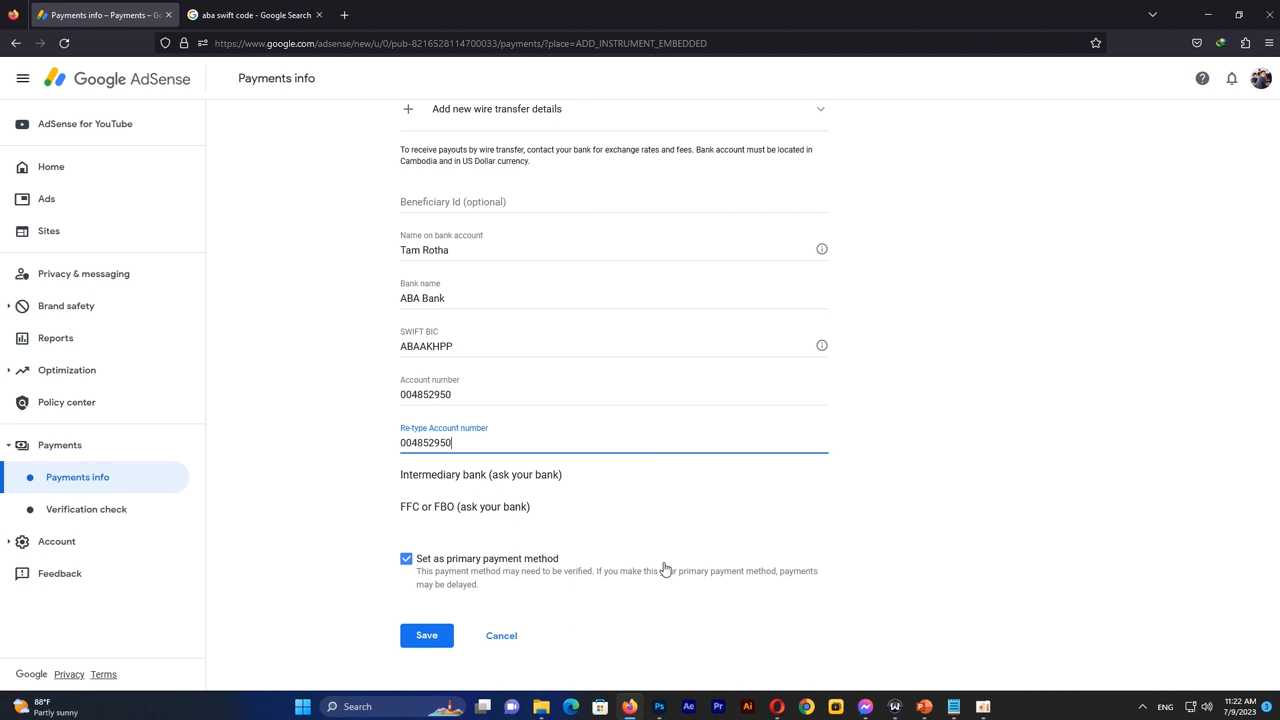 Payments info – Payments – Go
aba swift code - Google Search
https://www.google.com/adsense/new/u/0/pub-8216528114700033/payments/?place=ADD_INSTRUMENT_EMBEDDED
Google AdSense
Payments info
AdSense for YouTube
Home
Ads
Sites
Privacy & messaging
Brand safety
Reports
Optimization
Policy center
Payments
Payments info
Verification check
Account
Feedback
Google Privacy Terms
Add new wire transfer details
To receive payouts by wire transfer, contact your bank for exchange rates and fees. Bank account must be located in
Cambodia and in US Dollar currency.
Beneficiary Id (optional)
Name on bank account
Tam Rotha
Bank name
ABA Bank
SWIFT BIC
ABAAKHPP
Account number
004852950
Re-type Account number
004852950
Intermediary bank (ask your bank)
FFC or FBO (ask your bank)
Set as primary payment method
This payment method may need to be verified. If you make this ur primary payment method, payments
may be delayed.
Save Cancel
88°F
Partly sunny
Search
ENG
11:22 AM
7/9/2023